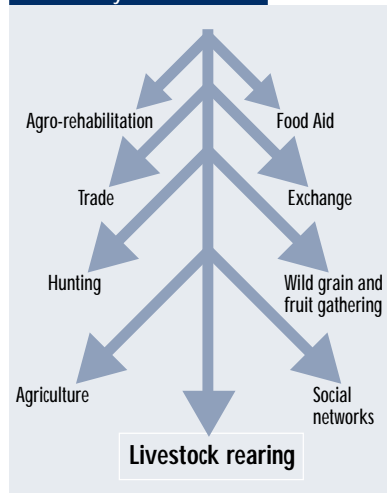 Agro-rehabilitation
Food Aid
Trade
Exchange
Hunting
Wild grain and
fruit gathering
Agriculture
Social
networks
Livestock rearing